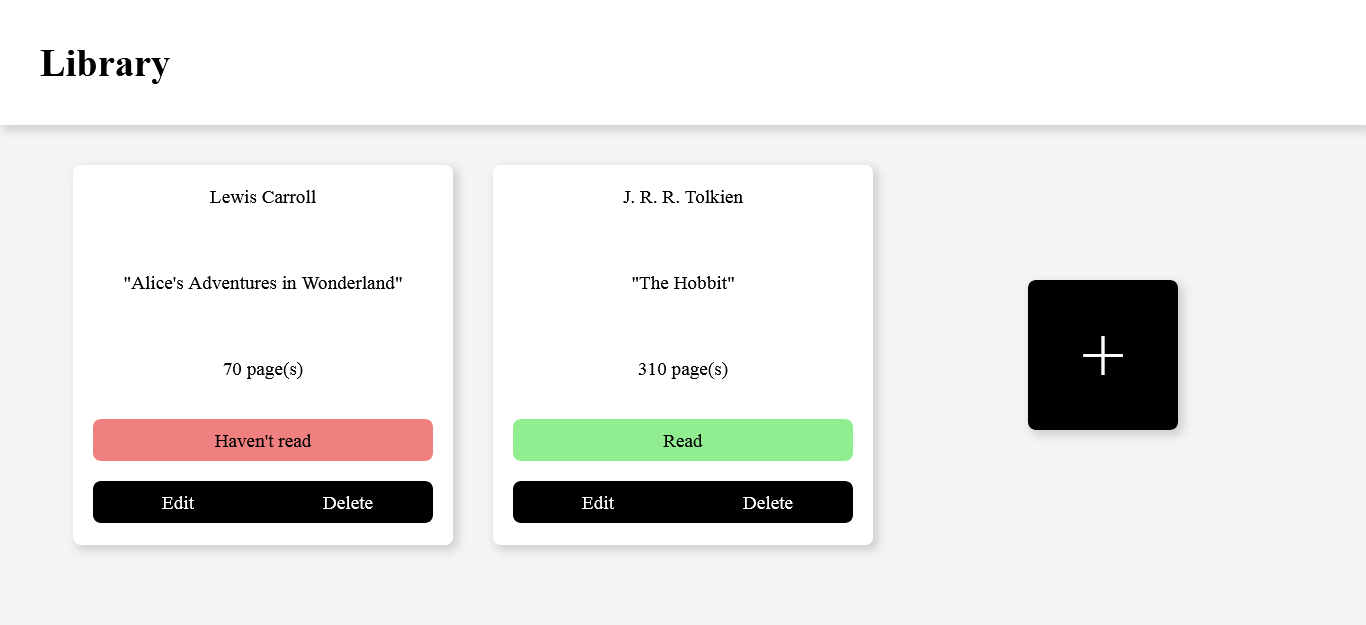 Library
Lewis Carroll
"Alice's Adventures in Wonderland"
70 page(s)
Haven't read
Edit Delete
J. R. R. Tolkien
"The Hobbit"
310 page(s)
Read
Edit Delete
+